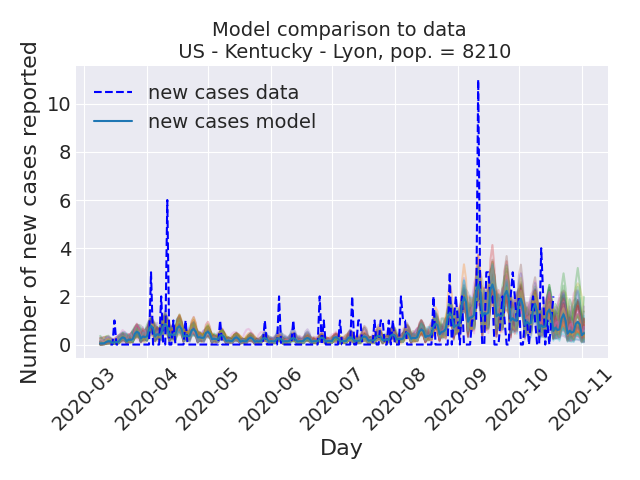 Model comparison to data
US - Kentucky - Lyon, pop. = 8210
Number of new cases reported
10
8
6
4
2
0
new cases data
new cases model
2020-03
2020-04
2020-05
2020-06
2020-07
2020-08
2020-09
2020-10
2020-11
Day